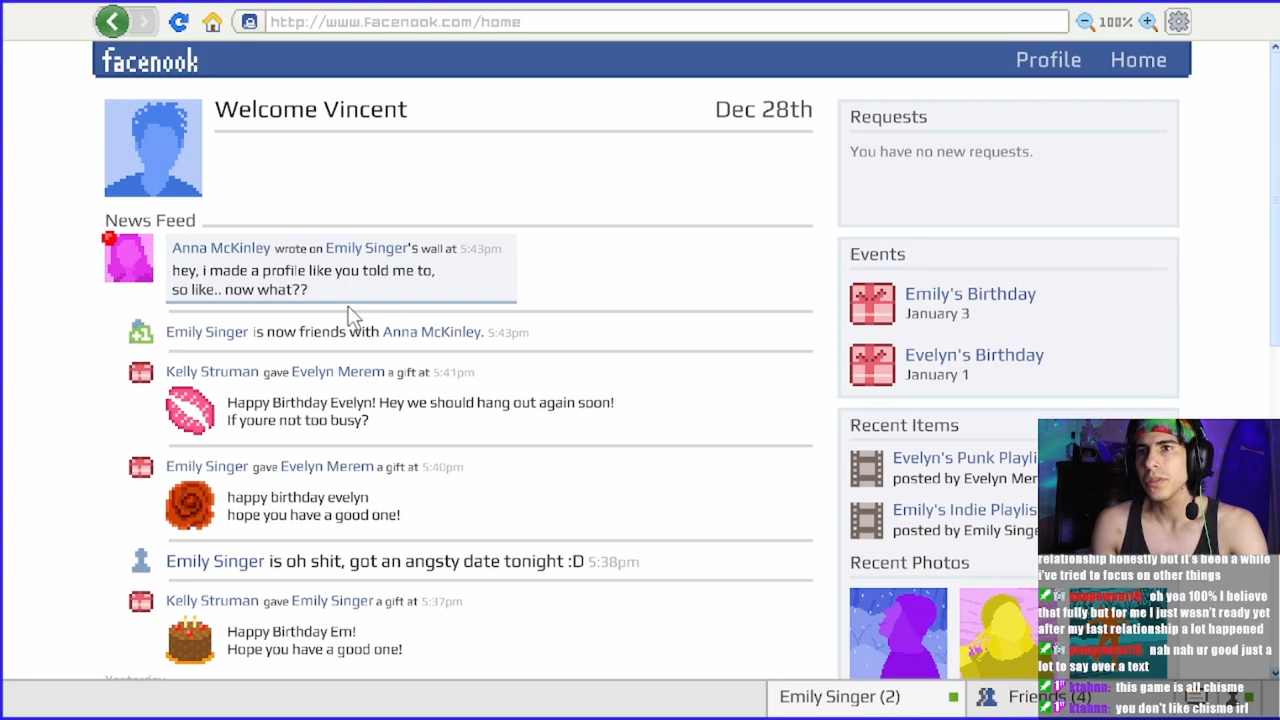 http://www.facenook.com/home
100%
facenook
Profile
Home
Welcome Vincent
Dec 28th
News Feed
Anna McKinley wrote on Emily Singer's wall at 5:43pm
hey, i made a profile like you told me to,
so like.. now what??
Emily Singer is now friends with Anna McKinley. 5:43pm
Kelly Struman gave Evelyn Merem a gift at 5:41pm
Happy Birthday Evelyn! Hey we should hang out again soon!
If youre not too busy?
Emily Singer gave Evelyn Merem a gift at 5:40pm
happy birthday evelyn
hope you have a good one!
Emily Singer is oh shit, got an angsty date tonight :D 5:38pm
Kelly Struman gave Emily Singer a gift at 5:37pm
Happy Birthday Em!
Hope you have a good one!
Requests
You have no new requests.
Events
Emily's Birthday
January 3
Evelyn's Birthday
January 1
Recent Items
Evelyn's Punk Playli
posted by Evelyn Mer
Emily's Indie Playlis
posted by Emily Singe
Recent Photos
relationship honestly but it's been a while
i've tried to focus on other things
oh yea 100% I believe
that fully but for me I just wasn't ready yet
after my last relationship a lot happened
nah nah ur good just a
lot to say over a text
ktahnn: this game is all chisme
ktahnn: you don't like chisme irl
Emily Singer (2)
Friends (4)